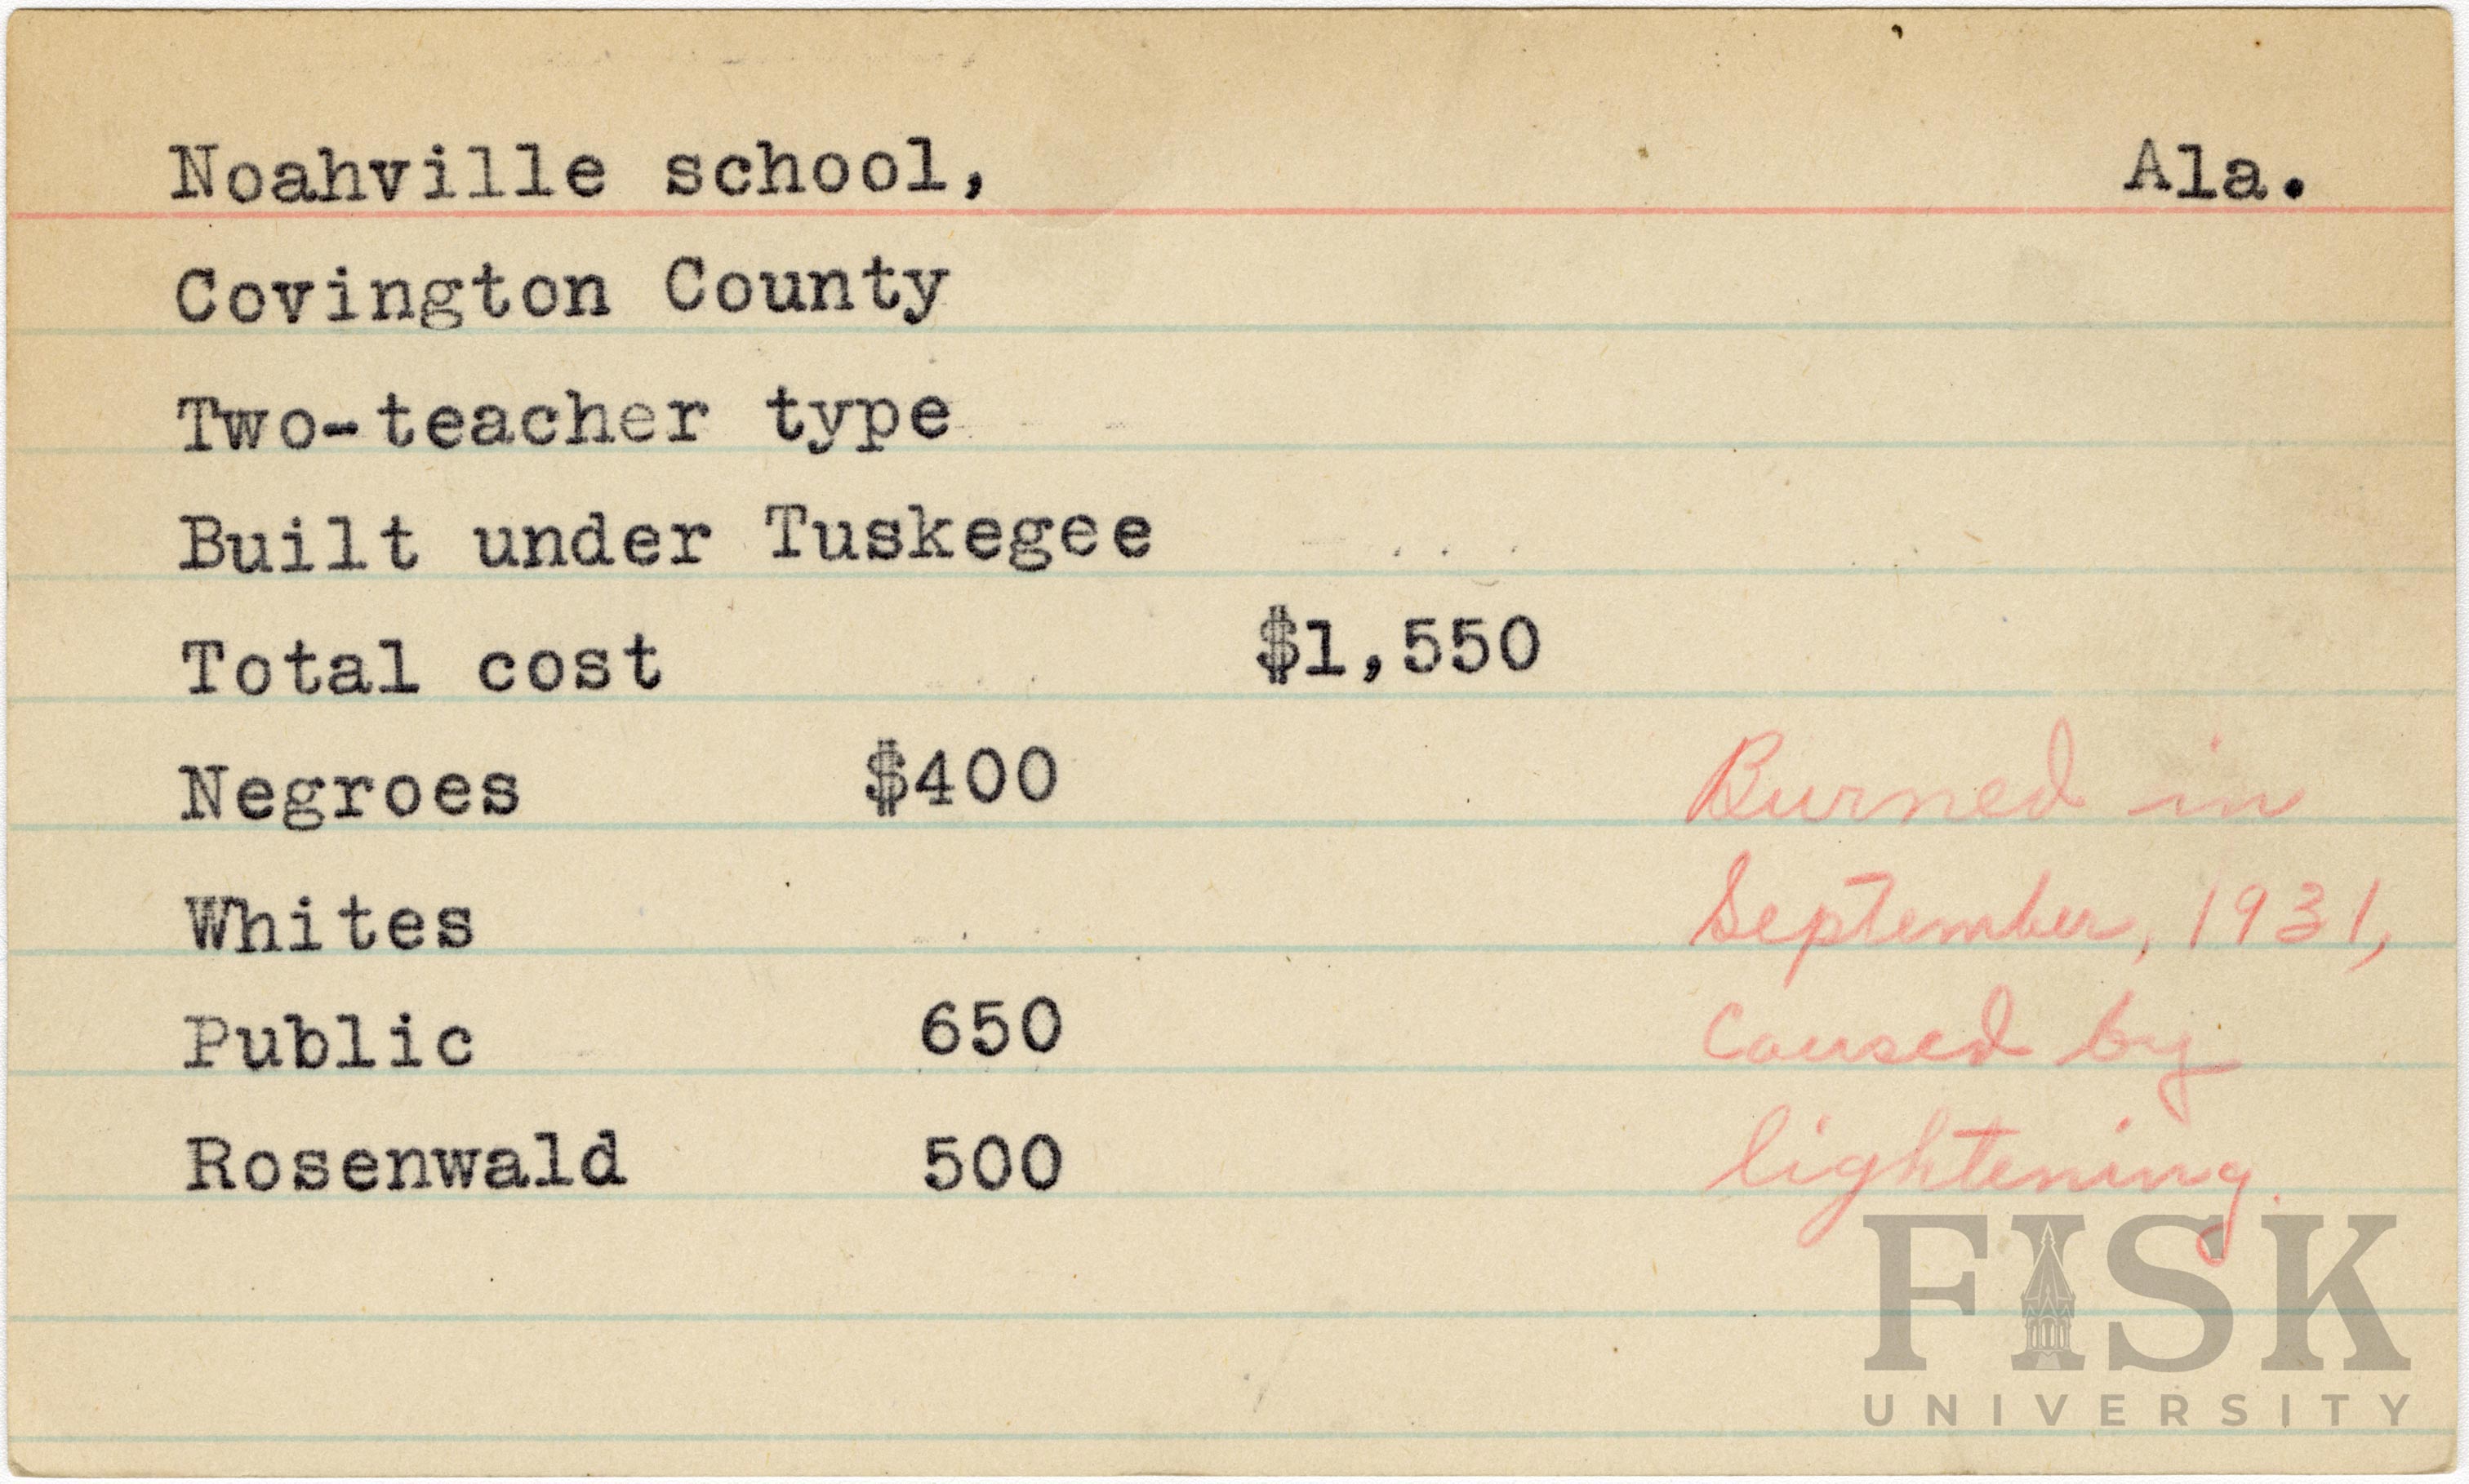 Noahville school, Ala.
Covington County
Two-teacher type
Built under Tuskegee
Total cost $1,550
Negroes $400
Whites
Public 650
Rosenwald 500
Burned in
September, 1931,
Caused by
lightening.
FISK
UNIVERSITY